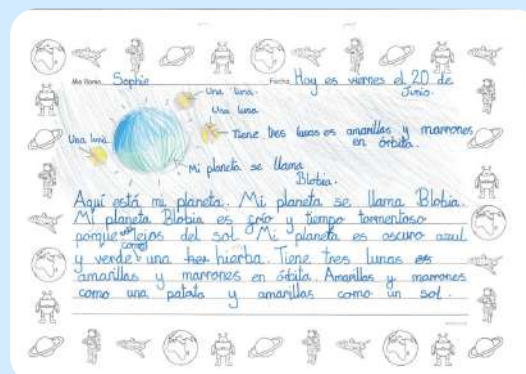 Me llamo Sophie Fecha Hoy es viernes el 20 de
Junio.
Una luna.
Una luna
Una luna.
Tiene tres lunas es amarillas y marrones
en órbita.
Mi planeta se llama
Blobia.
Aquí está mi planeta. Mi planeta se llama Blobia.
Mi planeta Blobia es frío y tiempo tormentoso
porque lejos del sol. Mi planeta es oscuro azul
y verde como una hierba. Tiene tres lunas es
amarillas y marrones en órbita. Amarillas y marrones
como una patata y amarillas como un sol.